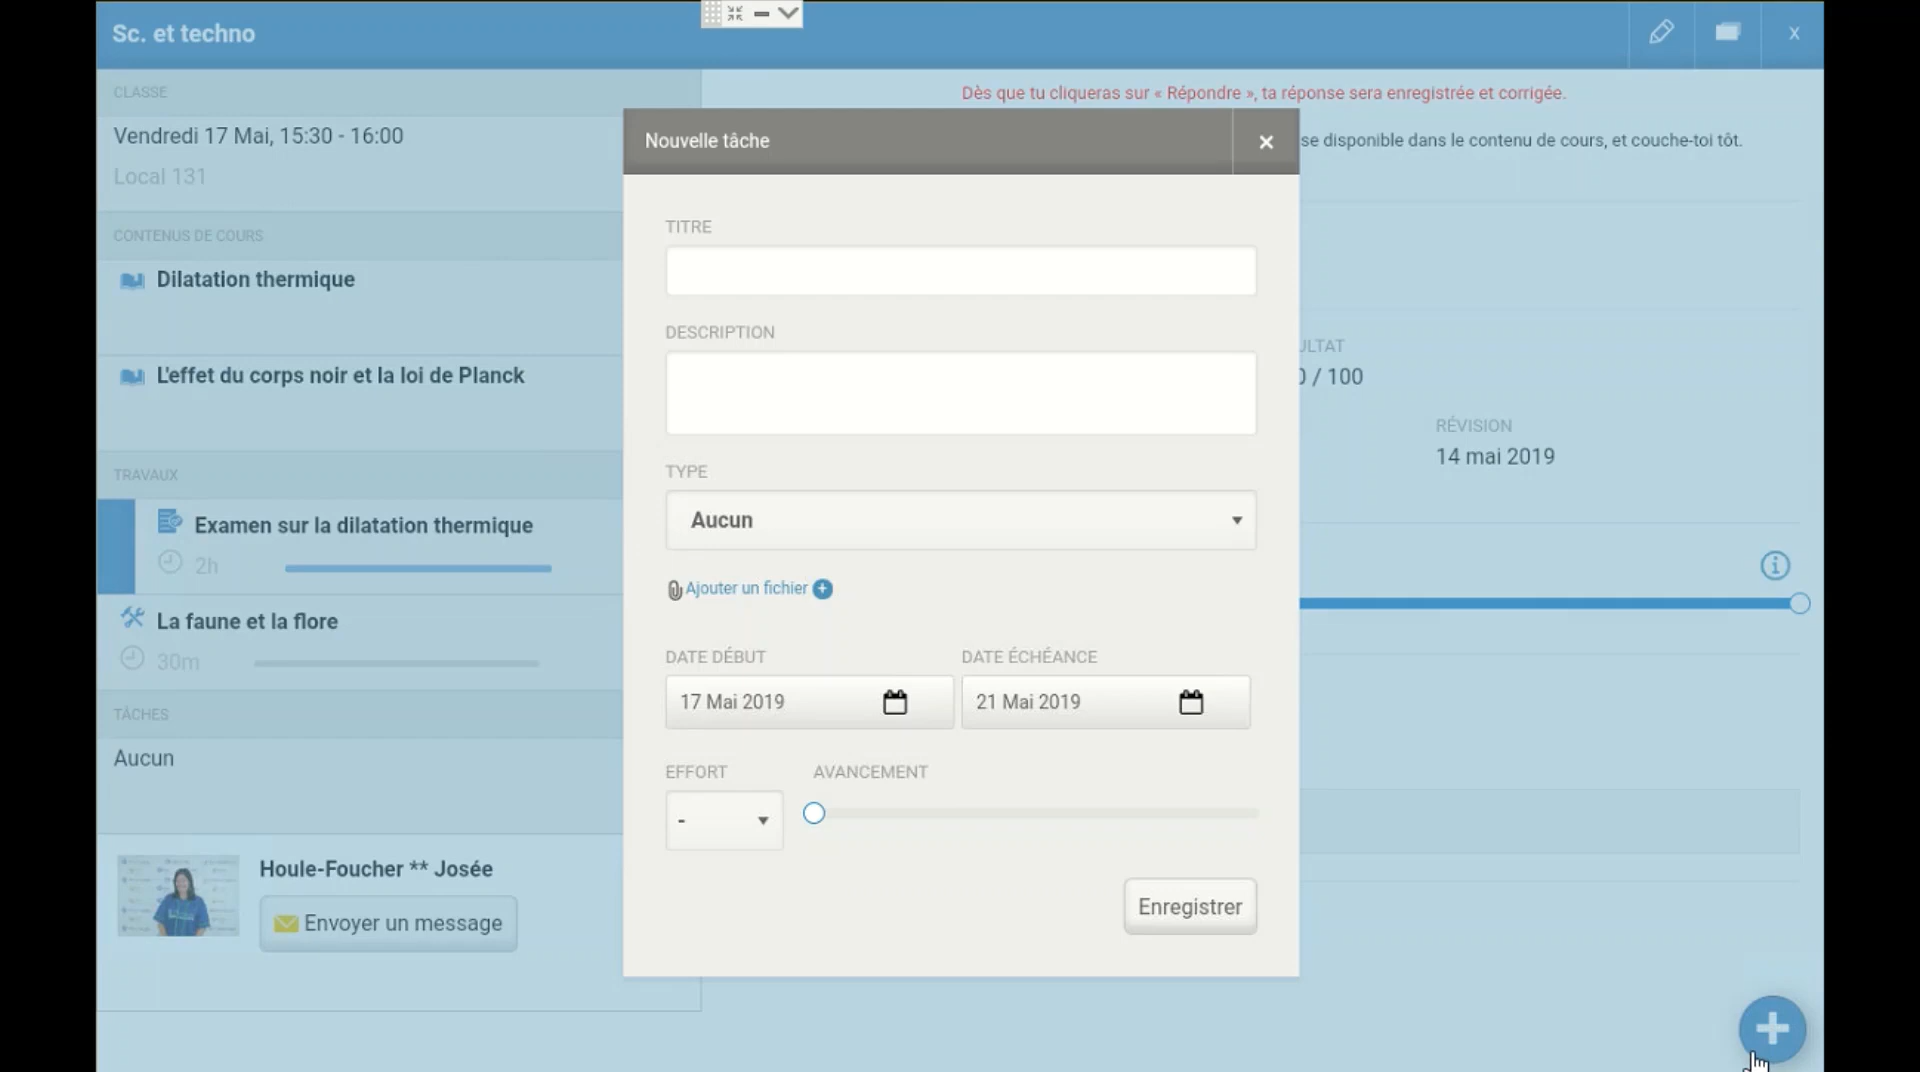 Sc. et techno
x
CLASSE
Vendredi 17 Mai, 15:30 - 16:00
Local 131
CONTENUS DE COURS
Dilatation thermique
L'effet du corps noir et la loi de Planck
TRAVAUX
Examen sur la dilatation thermique
2h
La faune et la flore
30m
TÂCHES
Aucun
Houle-Foucher ** Josée
Envoyer un message
Dès que tu cliqueras sur « Répondre », ta réponse sera enregistrée et corrigée.
se disponible dans le contenu de cours, et couche-toi tôt.
/ 100
RÉVISION
14 mai 2019
Nouvelle tâche
×
TITRE
DESCRIPTION
TYPE
Aucun
Ajouter un fichier
DATE DÉBUT
DATE ÉCHÉANCE
17 Mai 2019
21 Mai 2019
EFFORT
AVANCEMENT
-
Enregistrer